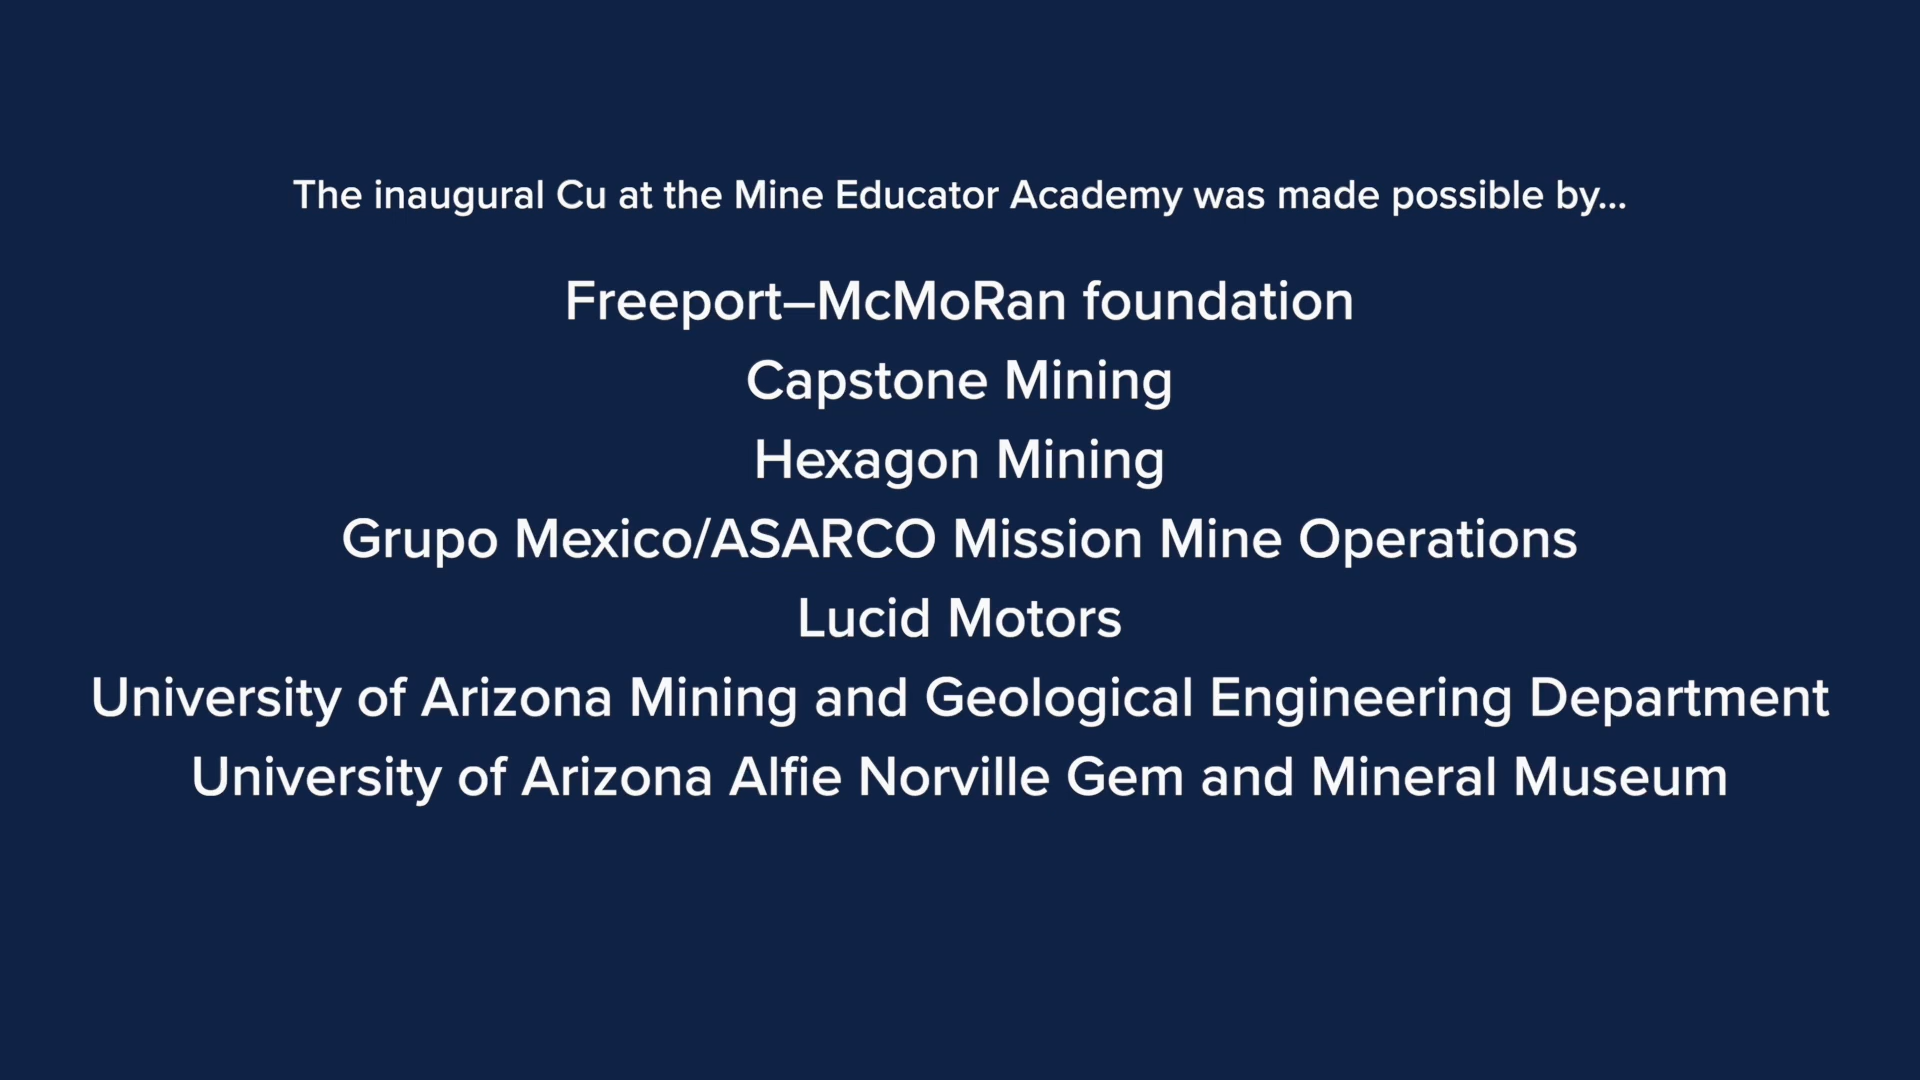 The inaugural Cu at the Mine Educator Academy was made possible by...
Freeport–McMoRan foundation
Capstone Mining
Hexagon Mining
Grupo Mexico/ASARCO Mission Mine Operations
Lucid Motors
University of Arizona Mining and Geological Engineering Department
University of Arizona Alfie Norville Gem and Mineral Museum